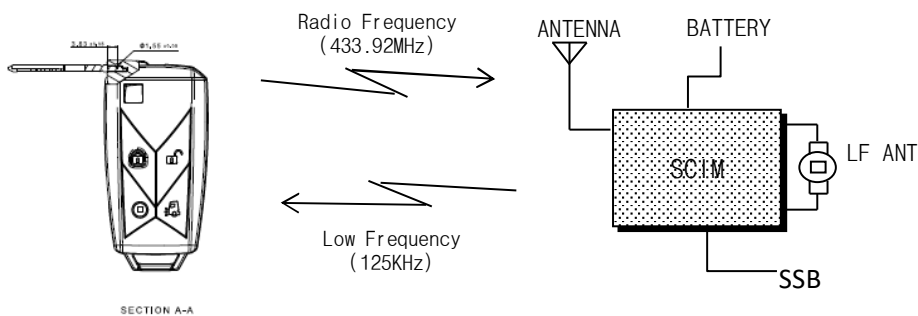 Radio Frequency
(433.92MHz)
ANTENNA
BATTERY
SCIM
LF ANT
Low Frequency
(125KHz)
SSB
SECTION A-A